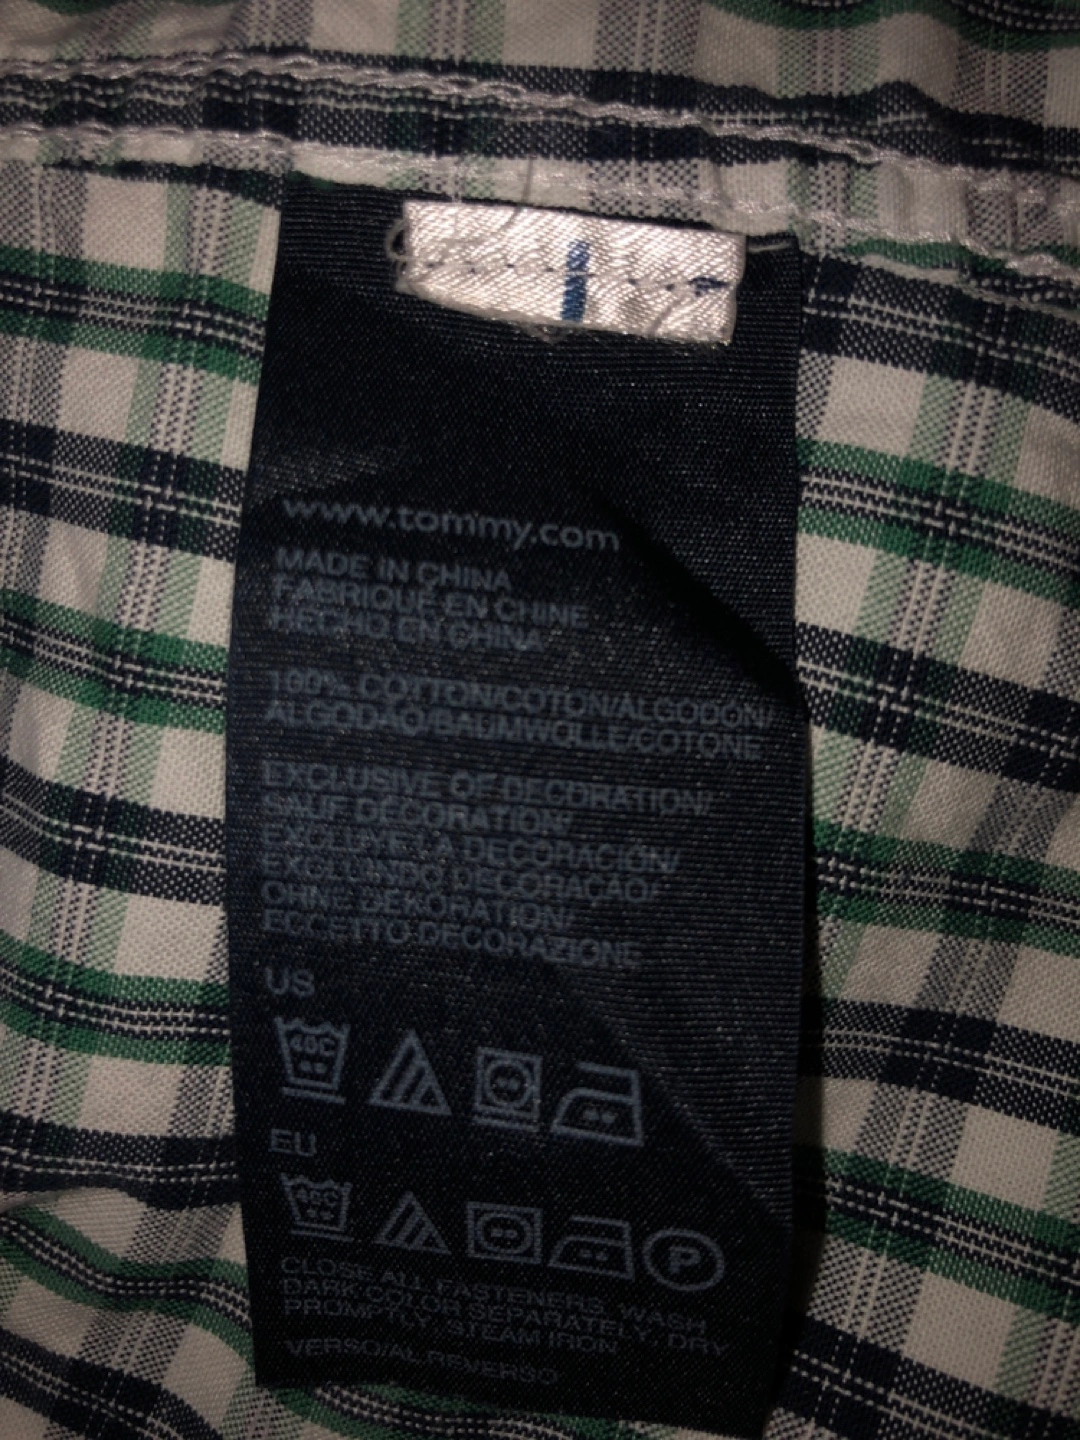 www.tommy.com
MADE IN CHINA
FABRIQUÉ EN CHINE
HECHO EN CHINA
100% COTTON/COTON/ALGODÓN/
ALGODÃO/BAUMWOLLE/COTONE
EXCLUSIVE OF DECORATION/
SAUF DÉCORATION/
EXCLUYE LA DECORACIÓN/
EXCLUINDO DECORAÇÃO/
OHNE DEKORATION/
ECCETTO DECORAZIONE
US
40C
EU
40C
P
CLOSE ALL FASTENERS, WASH
DARK COLOR SEPARATELY, DRY
PROMPTLY, STEAM IRON
VERSO/AL REVERSO